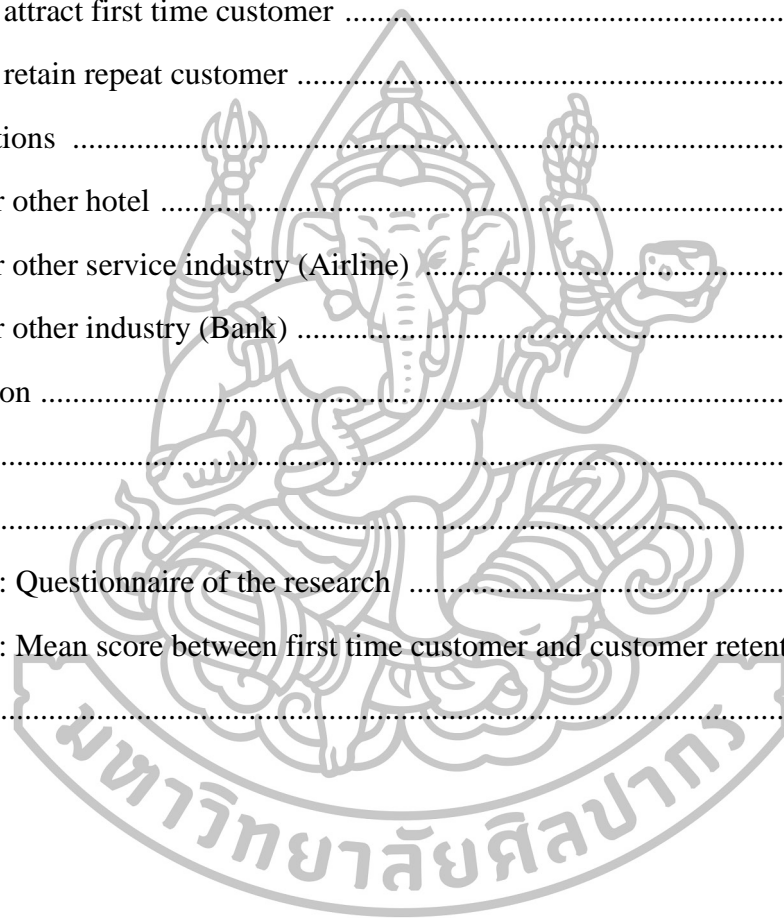 attract first time customer ........................................................................
retain repeat customer ................................................................................
tions ........................................................................................................................
r other hotel ........................................................................................................
r other service industry (Airline) ............................................................
r other industry (Bank) ................................................................................
on ............................................................................................................................
....................................................................................................................................
....................................................................................................................................
: Questionnaire of the research ................................................................
: Mean score between first time customer and customer retent
....................................................................................................................................
มหาวิทยาลัยศิลปากร